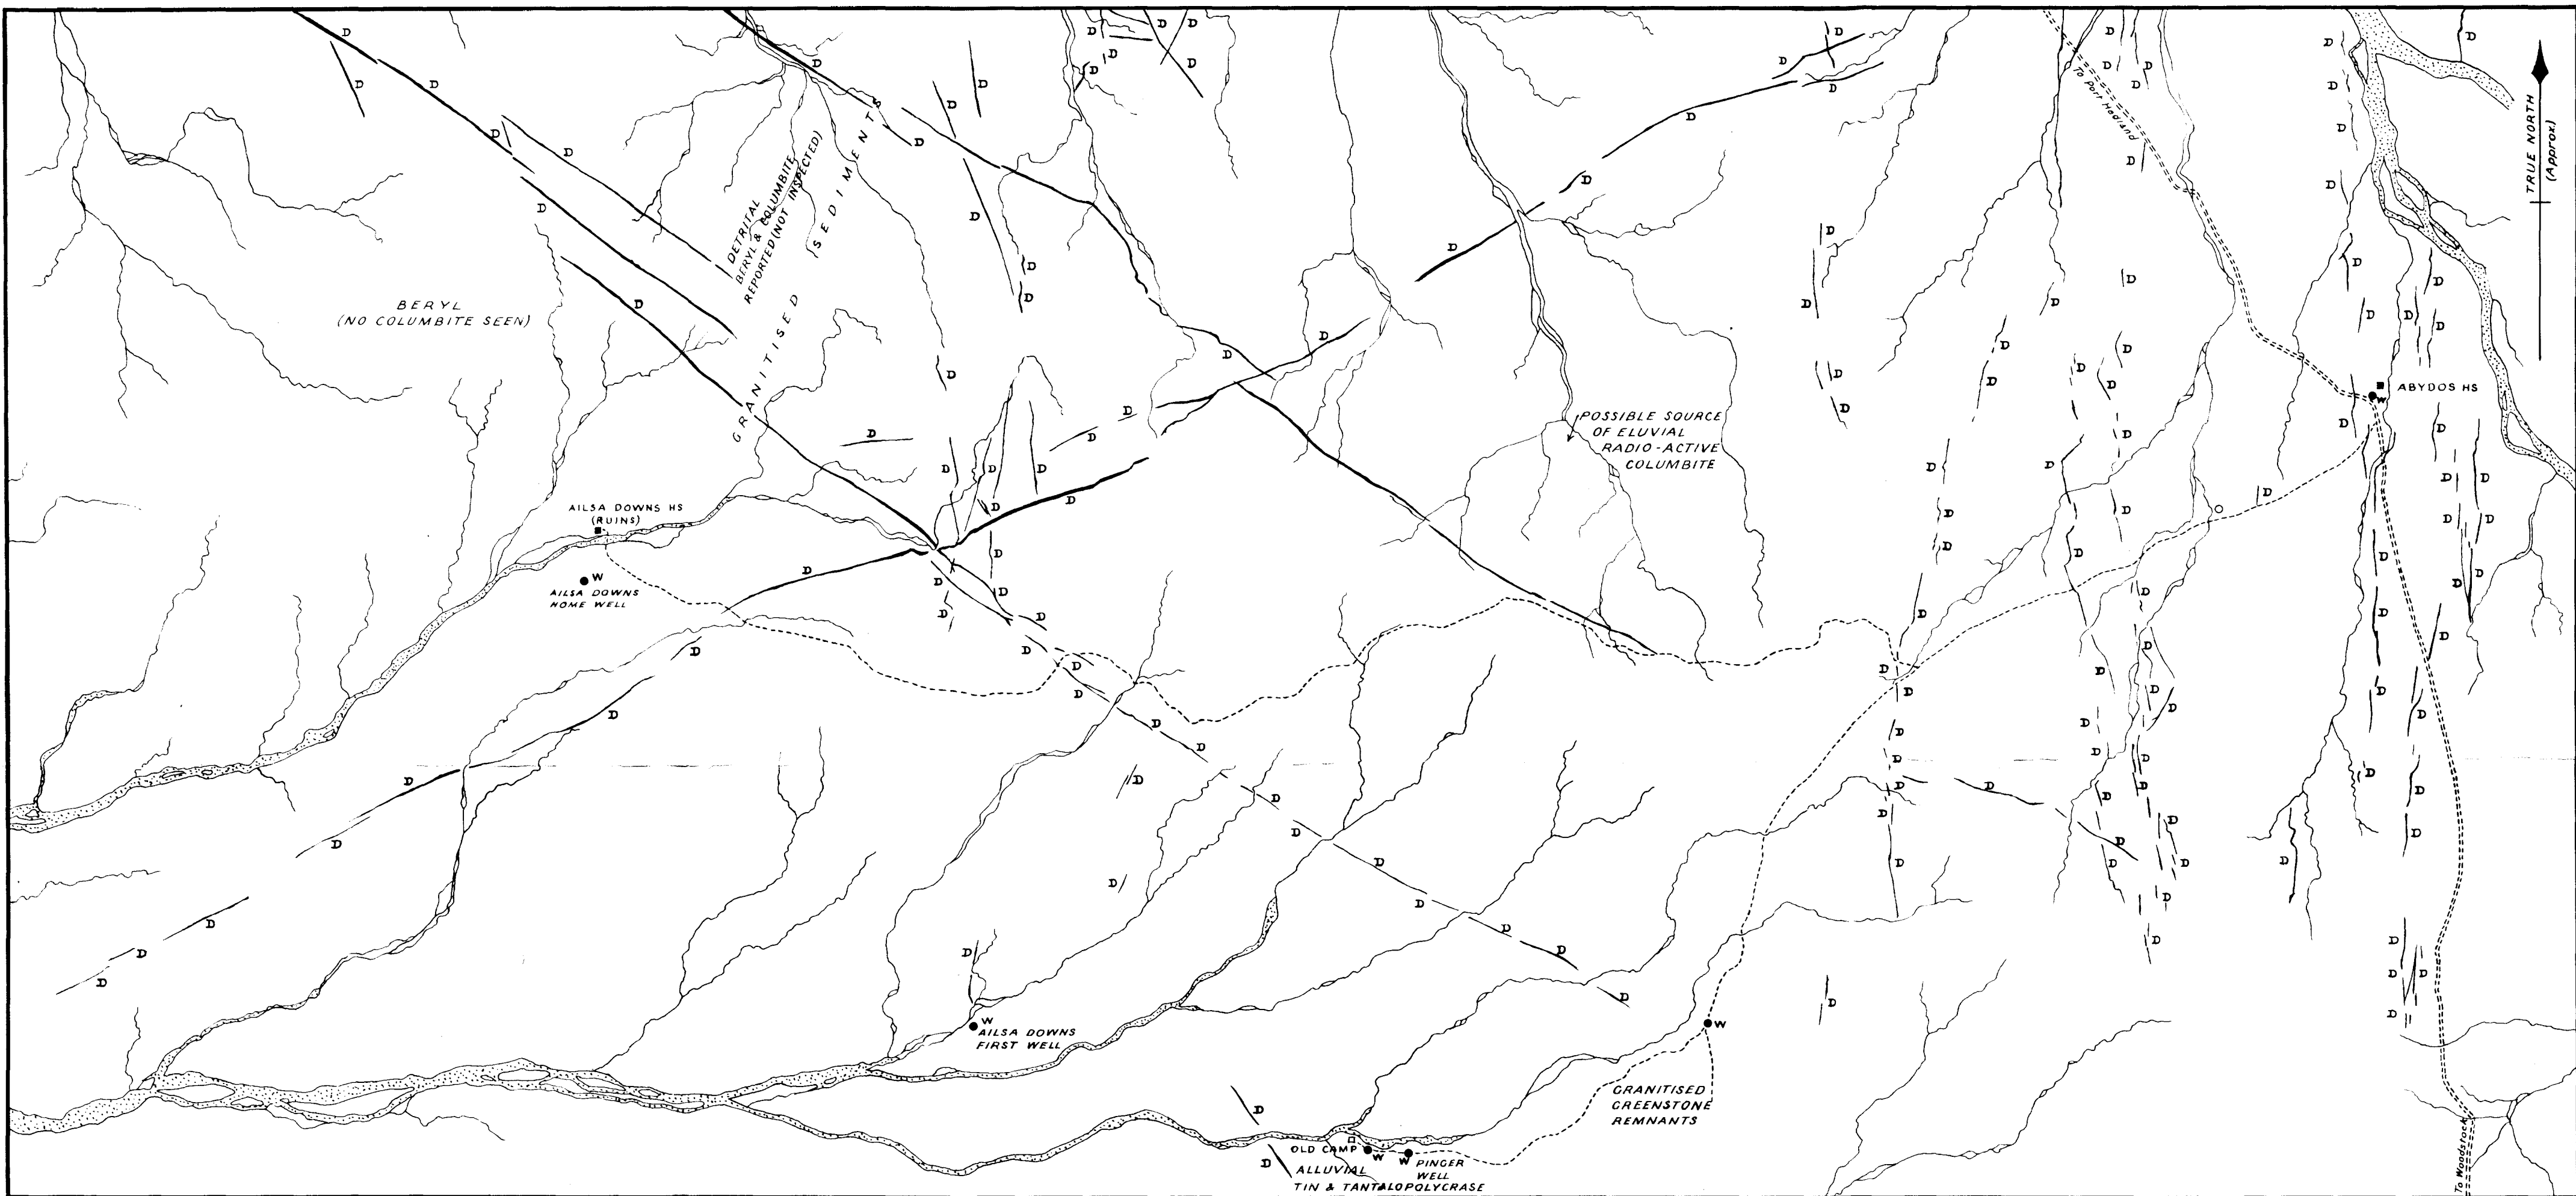 TRUE NORTH
(Approx.)
To Port Hedland
DETRITAL
BERYL & COLUMBITE
REPORTED (NOT INSPECTED)
GRANITISED (SEDIMENTS
BERYL
(NO COLUMBITE SEEN)
ABYDOS HS
W
POSSIBLE SOURCE
OF ELUVIAL
RADIO-ACTIVE
COLUMBITE
AILSA DOWNS HS
(RUINS)
W
AILSA DOWNS
HOME WELL
W
AILSA DOWNS
FIRST WELL
W
GRANITISED
GREENSTONE
REMNANTS
OLD CAMP
W
W
PINGER
WELL
ALLUVIAL
TIN & TANTALOPOLYCRASE
To Woodstock
D